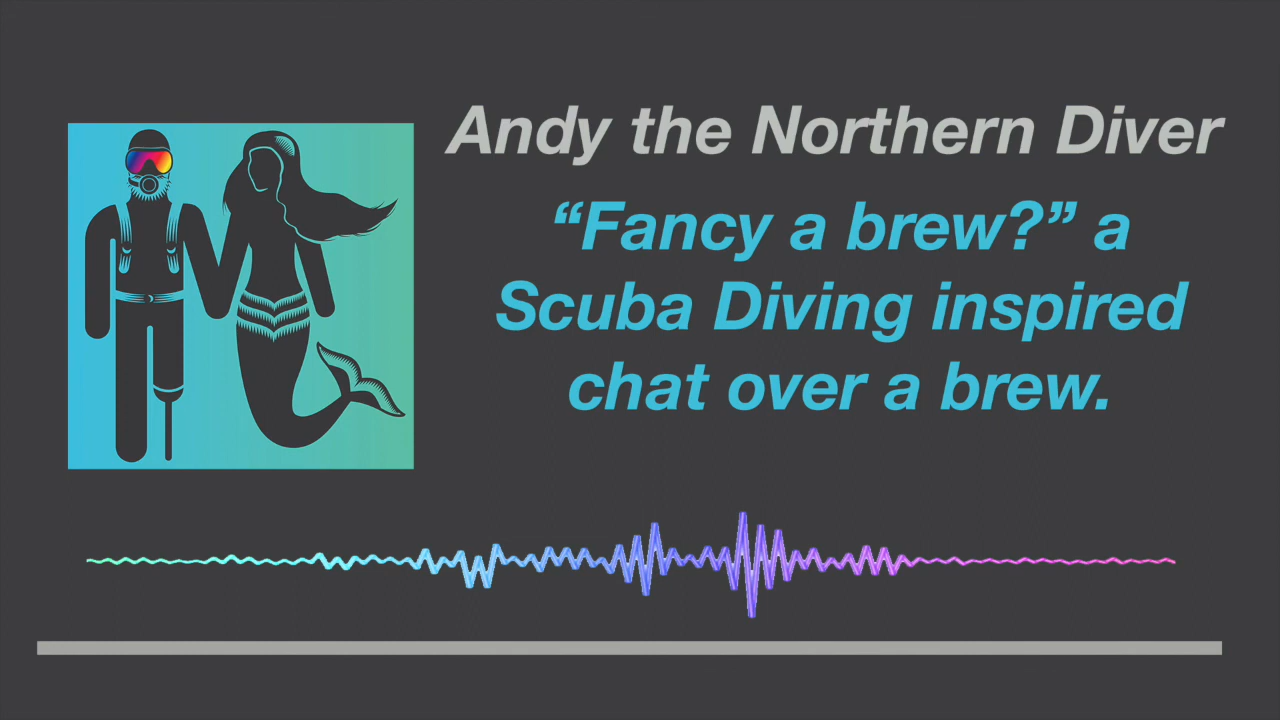 Andy the Northern Diver
“Fancy a brew?” a
Scuba Diving inspired
chat over a brew.